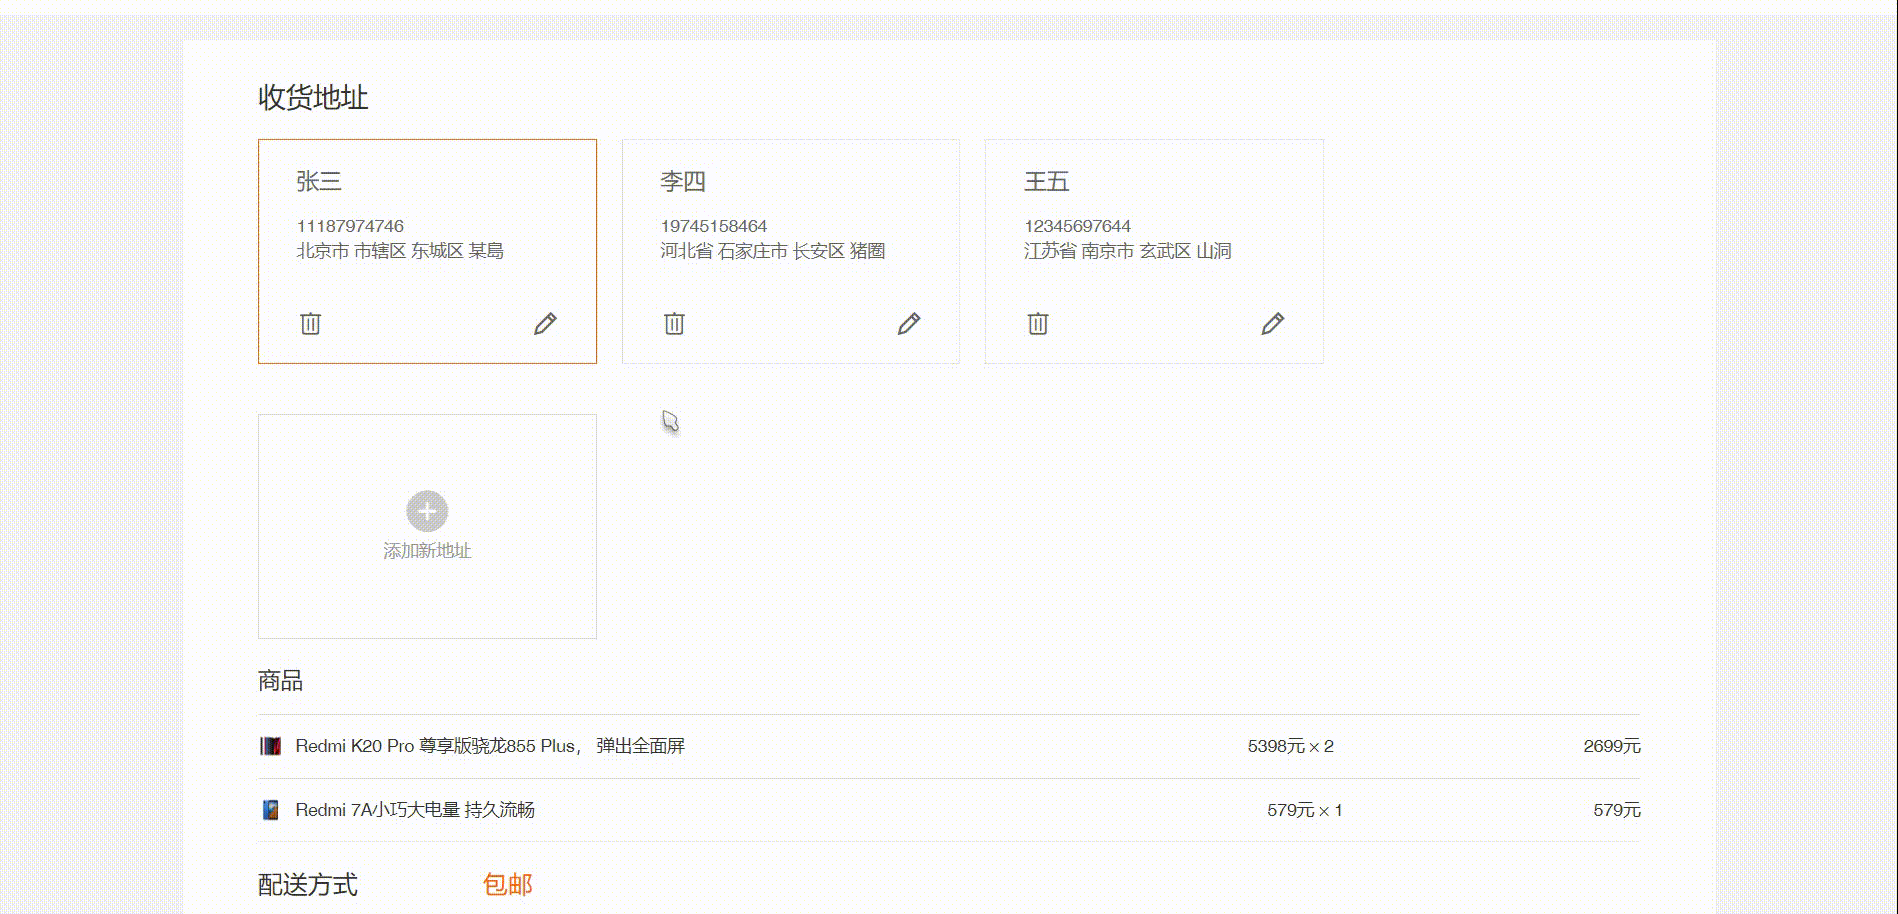 收货地址
张三
11187974746
北京市 市辖区 东城区 某島
李四
19745158464
河北省 石家庄市 长安区 猪圈
王五
12345697644
江苏省 南京市 玄武区 山洞
添加新地址
商品
Redmi K20 Pro 尊享版骁龙855 Plus， 弹出全面屏 5398元 × 2 2699元
Redmi 7A小巧大电量 持久流畅 579元 × 1 579元
配送方式 包邮